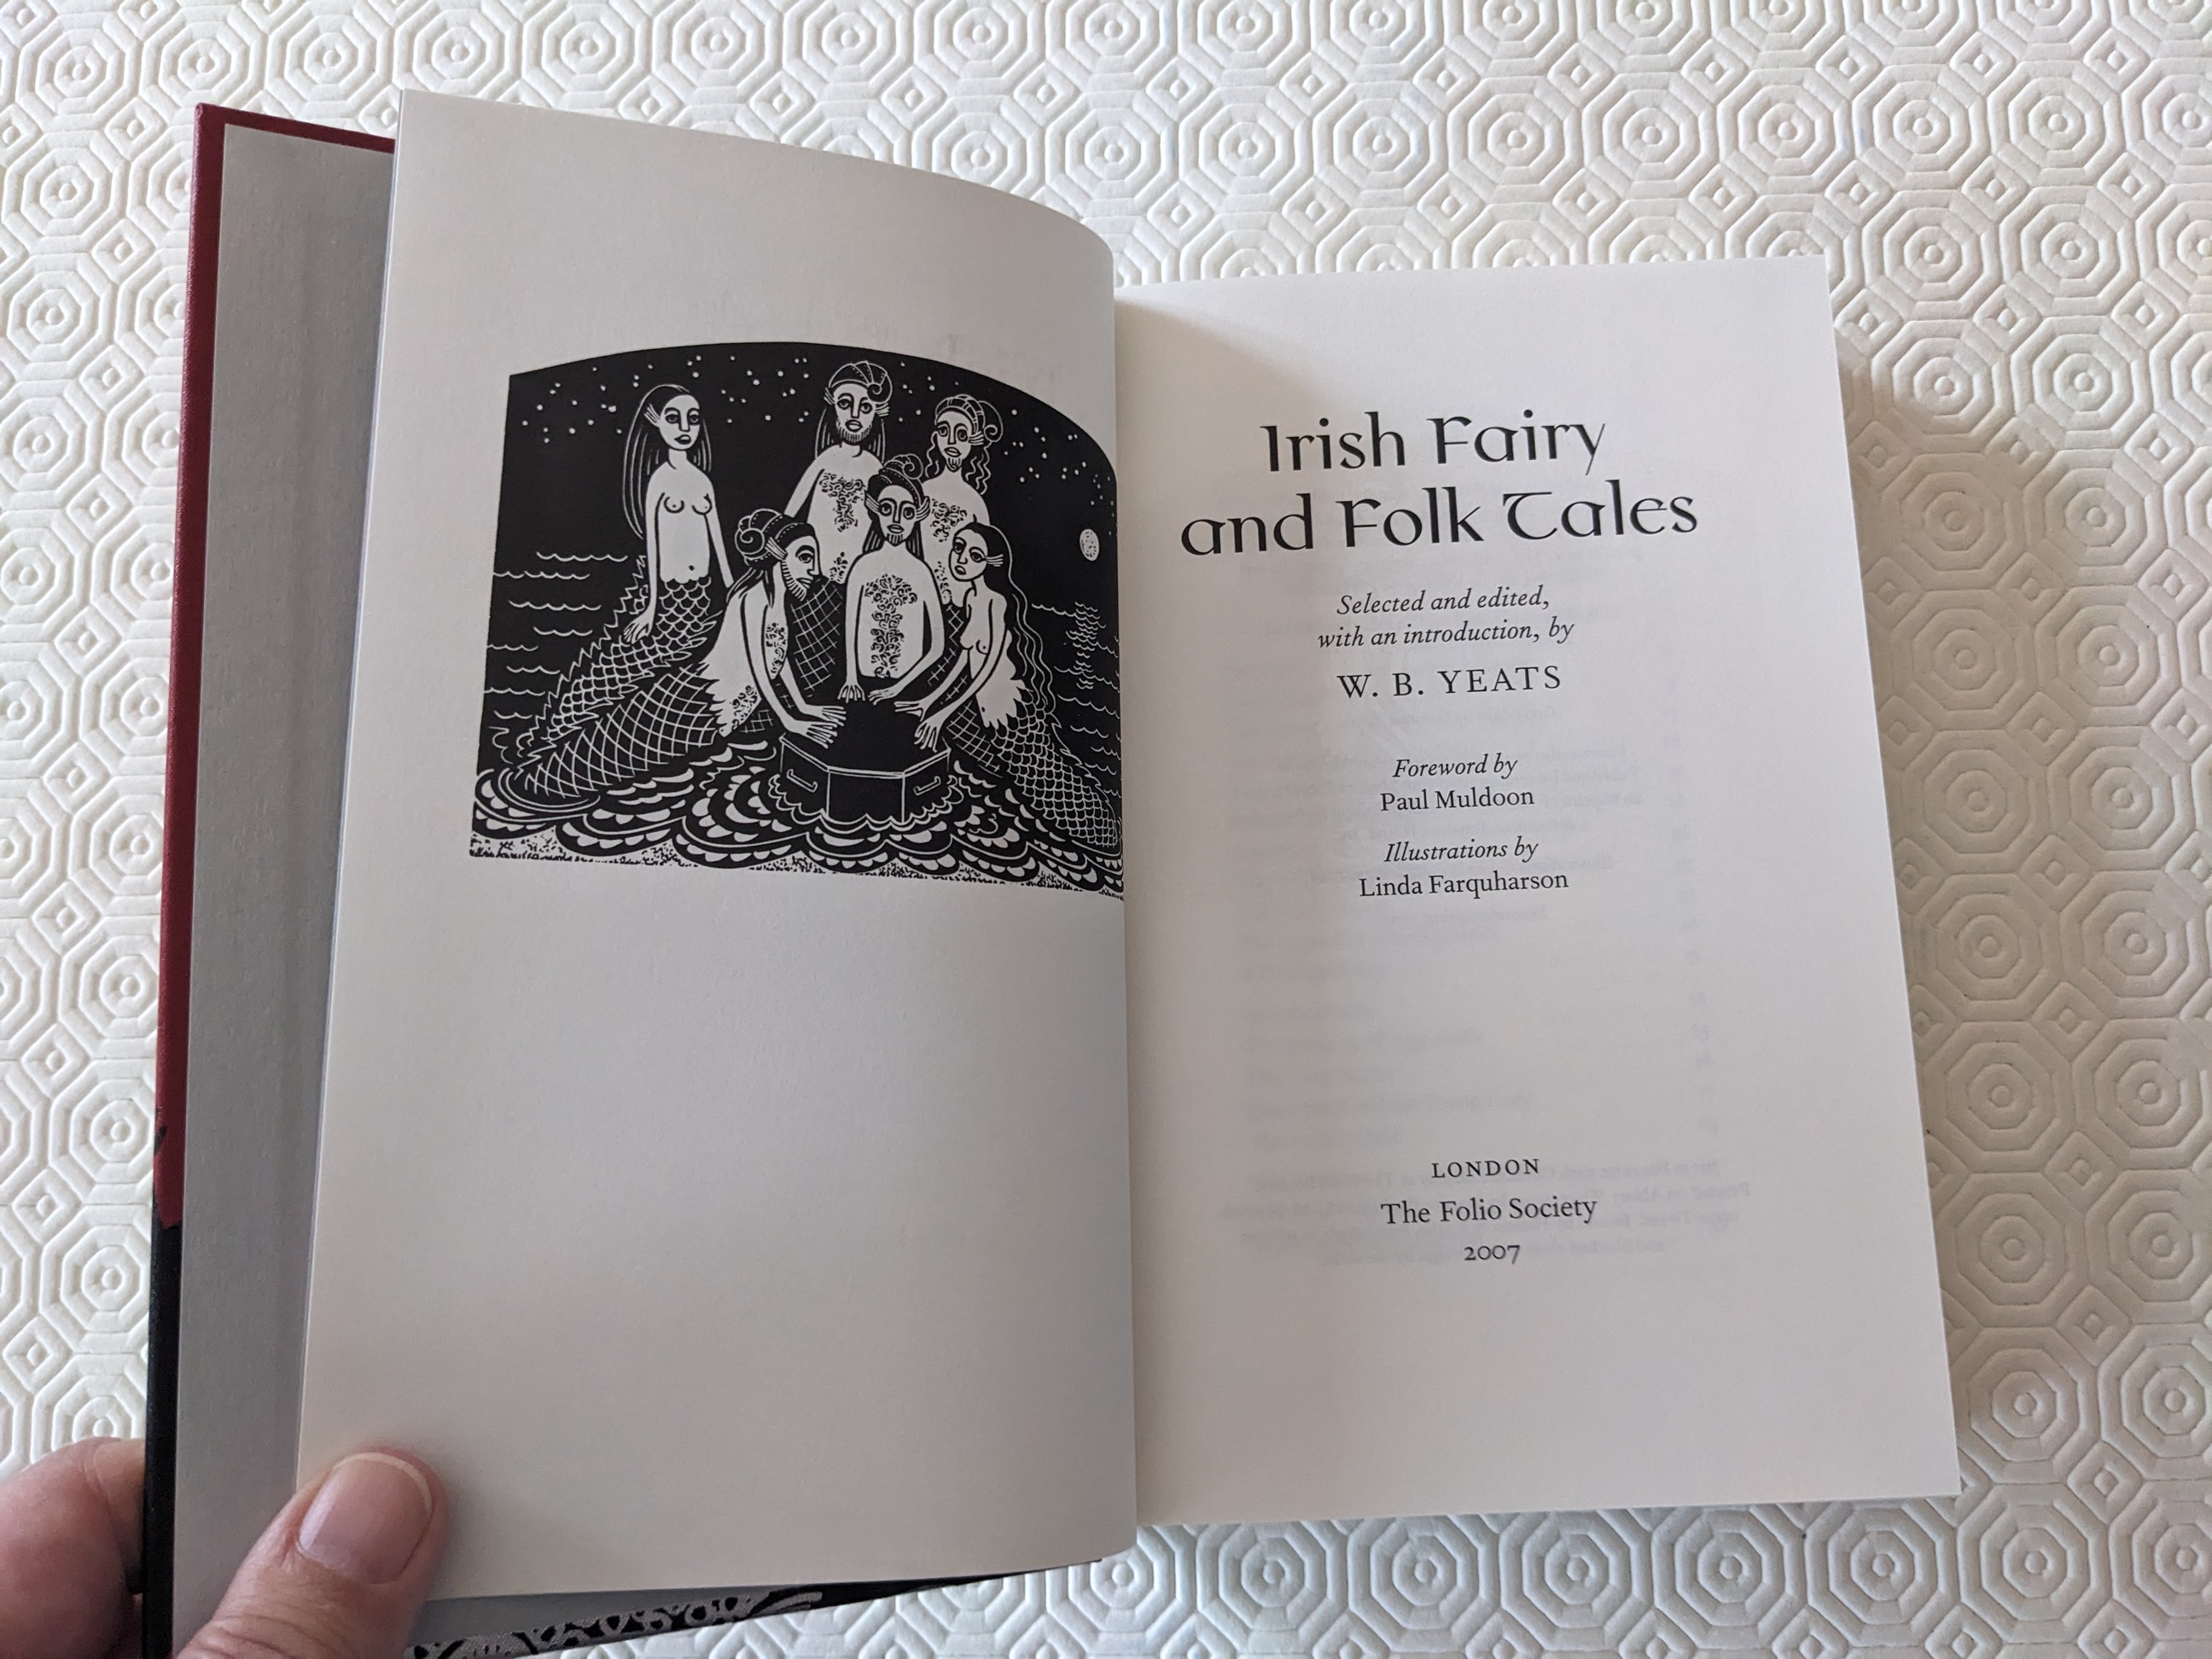 Irish Fairy
and Folk Tales
Selected and edited,
with an introduction, by
W. B. YEATS
Foreword by
Paul Muldoon
Illustrations by
Linda Farquharson
LONDON
The Folio Society
2007